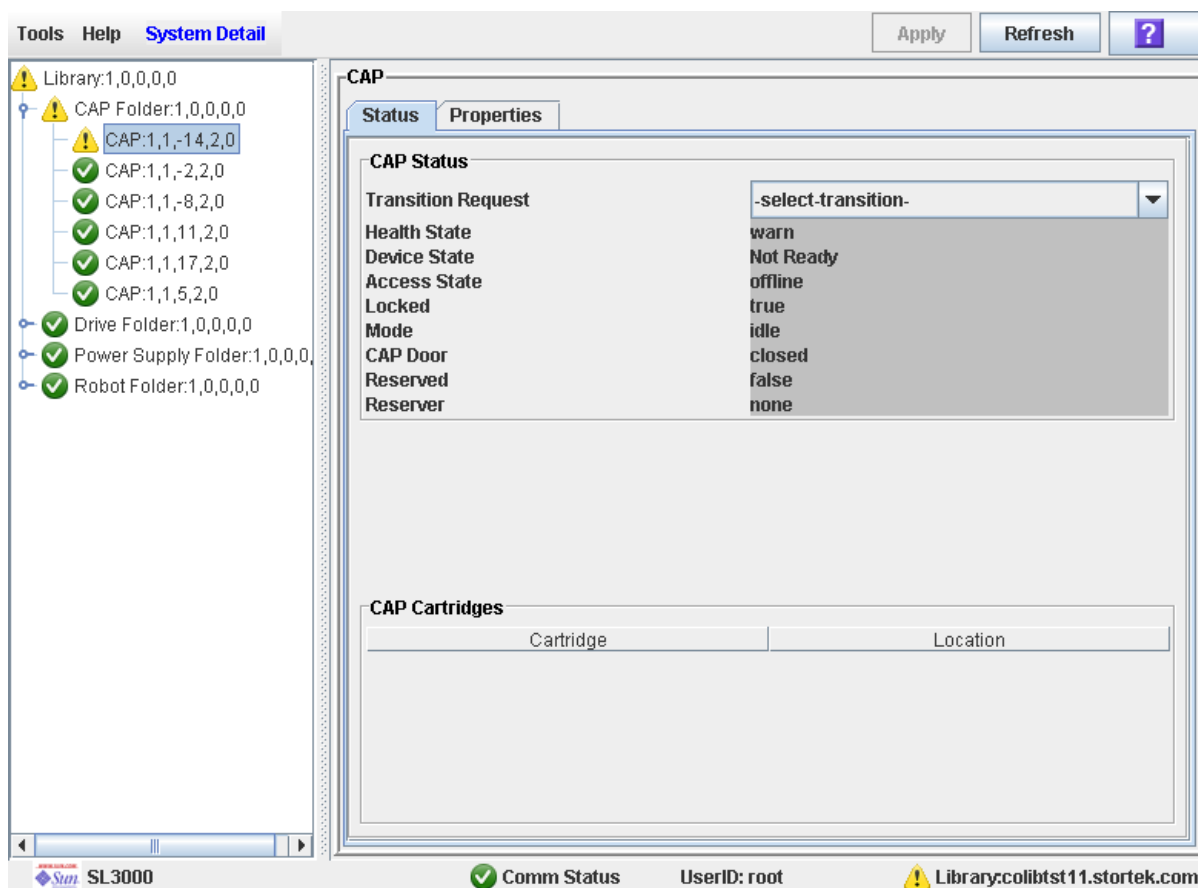 Tools Help System Detail Apply Refresh ?
Library:1,0,0,0,0
CAP Folder:1,0,0,0,0
CAP:1,1,-14,2,0
CAP:1,1,-2,2,0
CAP:1,1,-8,2,0
CAP:1,1,11,2,0
CAP:1,1,17,2,0
CAP:1,1,5,2,0
Drive Folder:1,0,0,0,0
Power Supply Folder:1,0,0,0,
Robot Folder:1,0,0,0,0
CAP
Status Properties
CAP Status
Transition Request -select-transition-
Health State warn
Device State Not Ready
Access State offline
Locked true
Mode idle
CAP Door closed
Reserved false
Reserver none
CAP Cartridges
Cartridge Location
Sun SL3000 Comm Status UserID: root Library:colibtst11.stortek.com